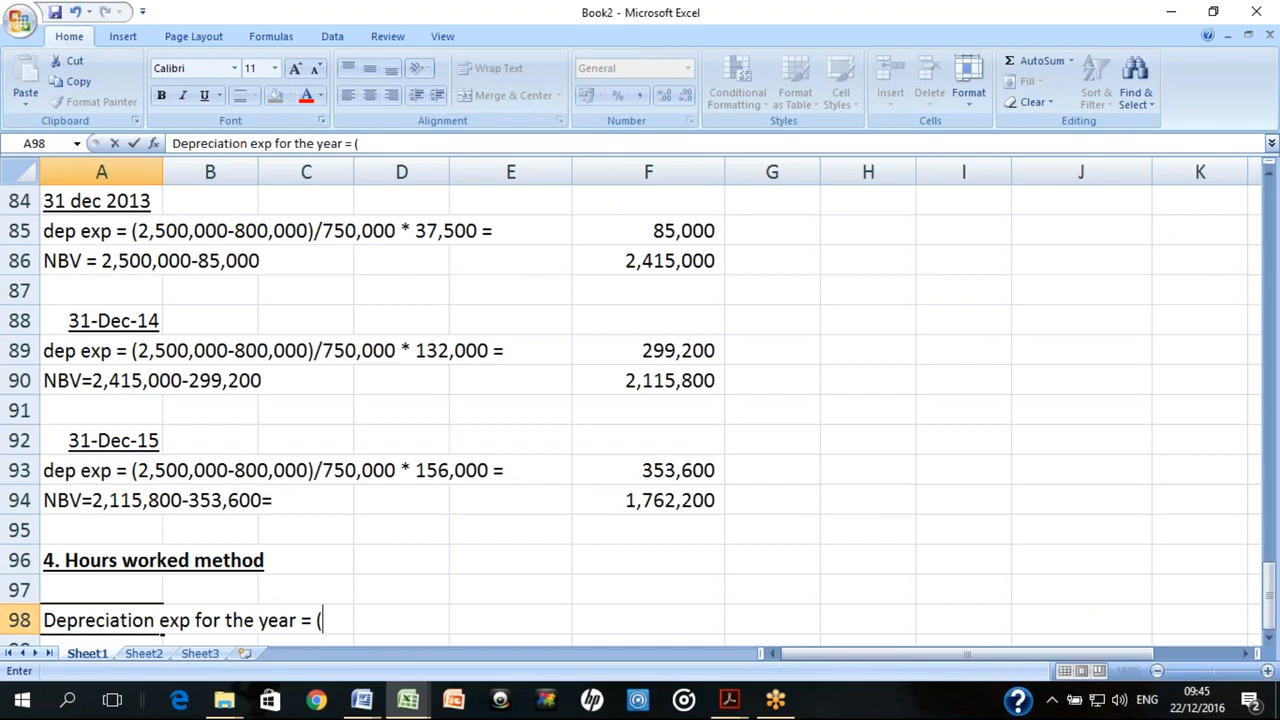 Book2 - Microsoft Excel
Home Insert Page Layout Formulas Data Review View
Paste Cut Copy Format Painter Clipboard
Calibri 11 A A B I U A Font
Wrap Text Merge & Center Alignment
General % , .0 .00 .00 .0 Number
Conditional Formatting Format as Table Cell Styles Styles
Insert Delete Format Cells
Σ AutoSum Fill Clear Sort & Filter Find & Select Editing
A98 fx Depreciation exp for the year = (
A B C D E F G H I J K
84 31 dec 2013
85 dep exp = (2,500,000-800,000)/750,000 * 37,500 = 85,000
86 NBV = 2,500,000-85,000 2,415,000
87
88 31-Dec-14
89 dep exp = (2,500,000-800,000)/750,000 * 132,000 = 299,200
90 NBV=2,415,000-299,200 2,115,800
91
92 31-Dec-15
93 dep exp = (2,500,000-800,000)/750,000 * 156,000 = 353,600
94 NBV=2,115,800-353,600= 1,762,200
95
96 4. Hours worked method
97
98 Depreciation exp for the year = (
Sheet1 Sheet2 Sheet3
Enter
ENG 09:45
22/12/2016